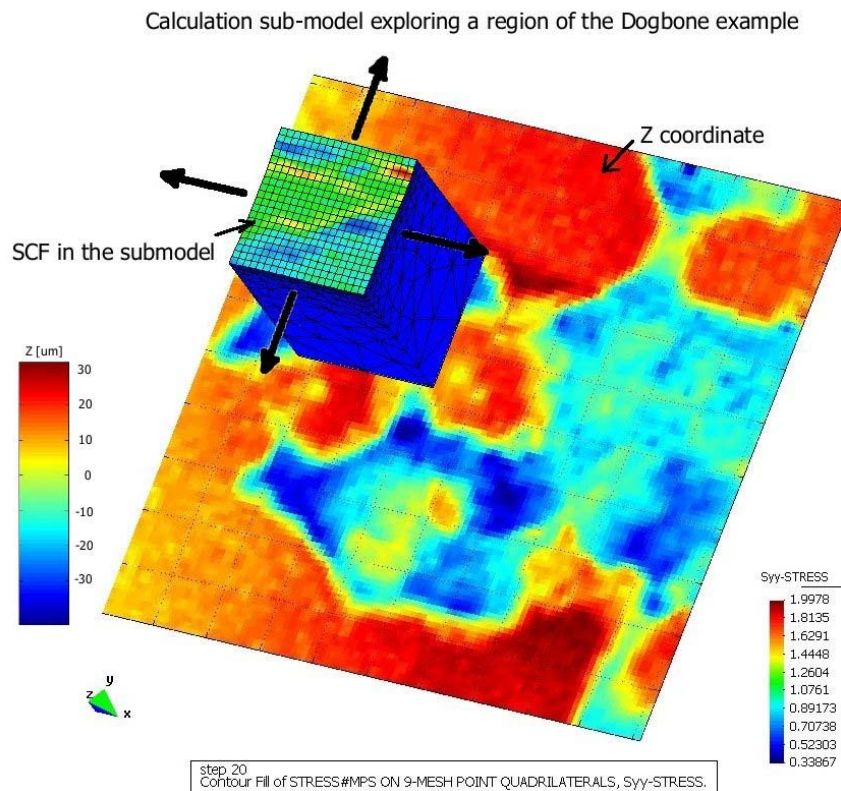 Calculation sub-model exploring a region of the Dogbone example
Z coordinate
SCF in the submodel
Z [um]
30
20
10
0
-10
-20
-30
Syy-STRESS
1.9978
1.8135
1.6291
1.4448
1.2604
1.0761
0.89173
0.70738
0.52303
0.33867
y
z
x
step 20
Contour Fill of STRESS#MPS ON 9-MESH POINT QUADRILATERALS, Syy-STRESS.